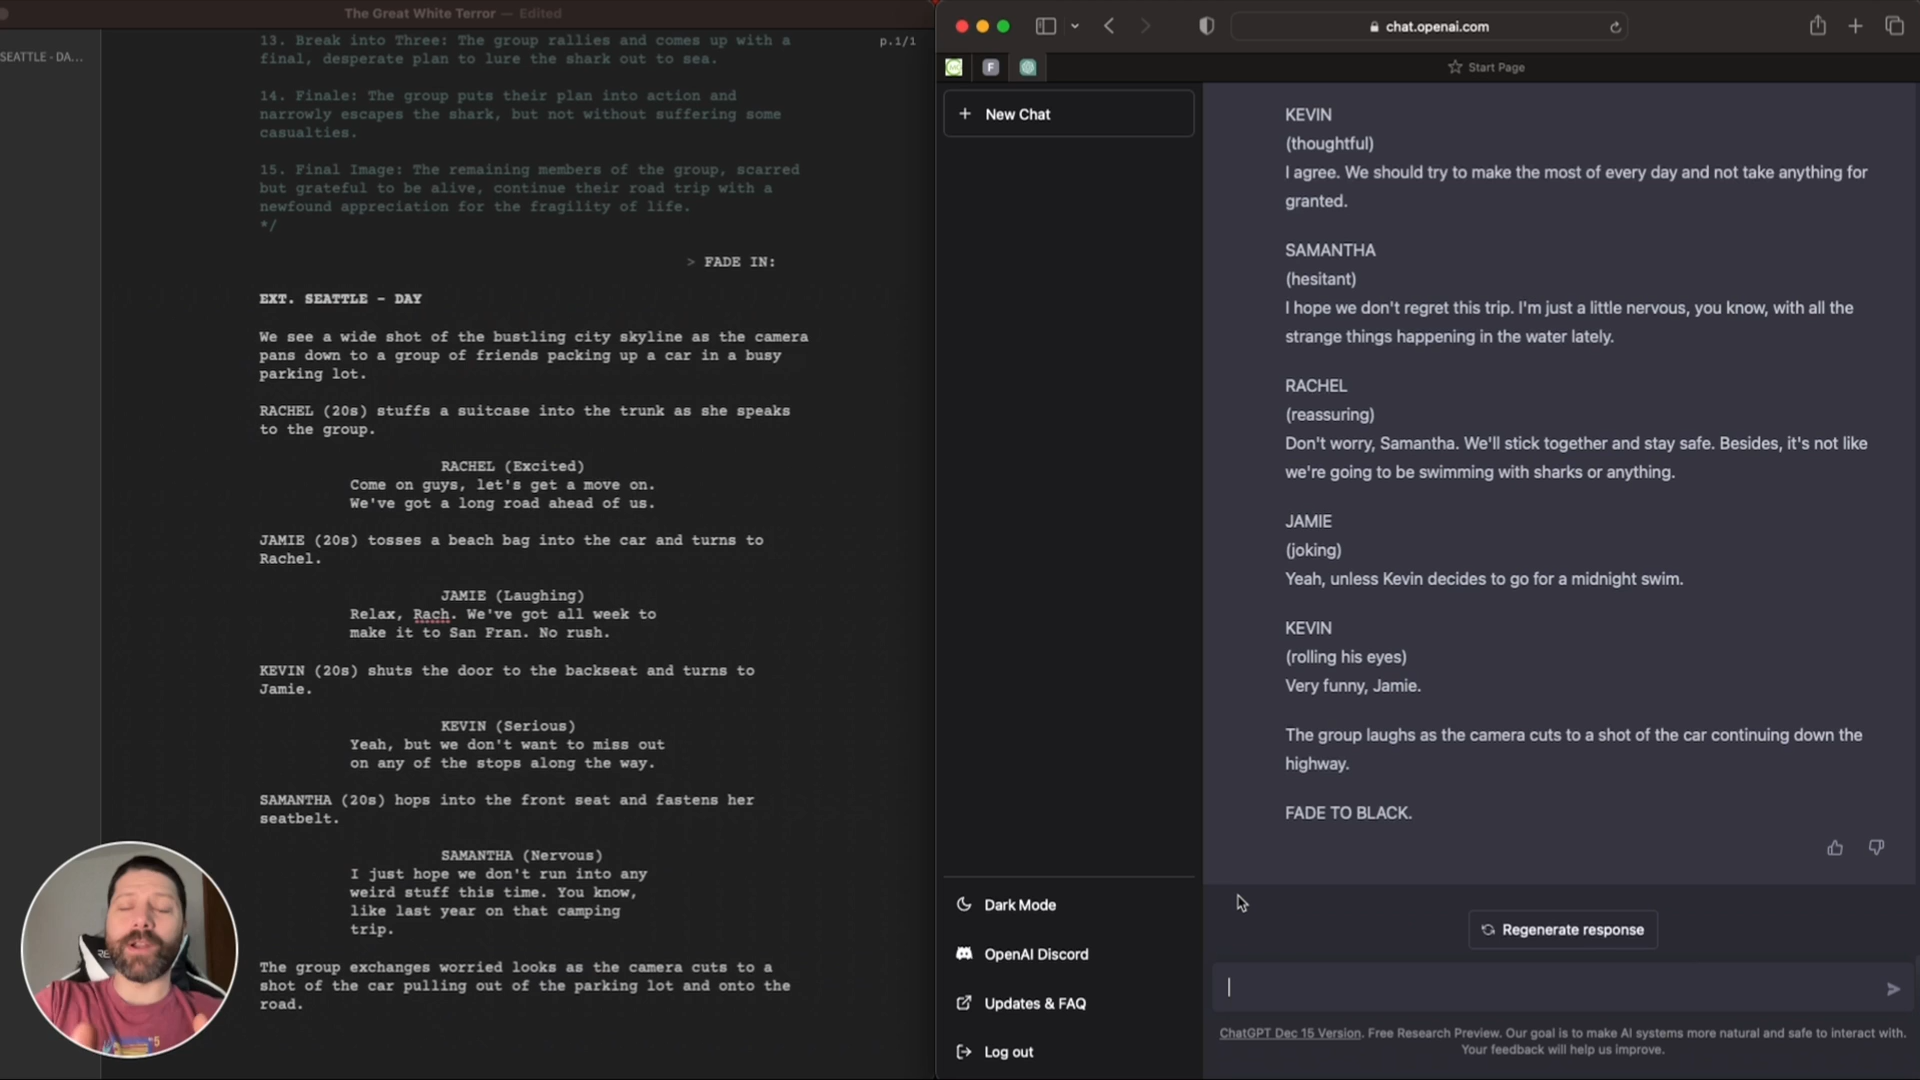 The Great White Terror — Edited
SEATTLE - DA...
p.1/1
13. Break into Three: The group rallies and comes up with a
final, desperate plan to lure the shark out to sea.
14. Finale: The group puts their plan into action and
narrowly escapes the shark, but not without suffering some
casualties.
15. Final Image: The remaining members of the group, scarred
but grateful to be alive, continue their road trip with a
newfound appreciation for the fragility of life.
*/
> FADE IN:
EXT. SEATTLE - DAY
We see a wide shot of the bustling city skyline as the camera
pans down to a group of friends packing up a car in a busy
parking lot.
RACHEL (20s) stuffs a suitcase into the trunk as she speaks
to the group.
RACHEL (Excited)
Come on guys, let's get a move on.
We've got a long road ahead of us.
JAMIE (20s) tosses a beach bag into the car and turns to
Rachel.
JAMIE (Laughing)
Relax, Rach. We've got all week to
make it to San Fran. No rush.
KEVIN (20s) shuts the door to the backseat and turns to
Jamie.
KEVIN (Serious)
Yeah, but we don't want to miss out
on any of the stops along the way.
SAMANTHA (20s) hops into the front seat and fastens her
seatbelt.
SAMANTHA (Nervous)
I just hope we don't run into any
weird stuff this time. You know,
like last year on that camping
trip.
The group exchanges worried looks as the camera cuts to a
shot of the car pulling out of the parking lot and onto the
road.
chat.openai.com
F
Start Page
New Chat
Dark Mode
OpenAI Discord
Updates & FAQ
Log out
KEVIN
(thoughtful)
I agree. We should try to make the most of every day and not take anything for
granted.
SAMANTHA
(hesitant)
I hope we don't regret this trip. I'm just a little nervous, you know, with all the
strange things happening in the water lately.
RACHEL
(reassuring)
Don't worry, Samantha. We'll stick together and stay safe. Besides, it's not like
we're going to be swimming with sharks or anything.
JAMIE
(joking)
Yeah, unless Kevin decides to go for a midnight swim.
KEVIN
(rolling his eyes)
Very funny, Jamie.
The group laughs as the camera cuts to a shot of the car continuing down the
highway.
FADE TO BLACK.
Regenerate response
ChatGPT Dec 15 Version. Free Research Preview. Our goal is to make AI systems more natural and safe to interact with.
Your feedback will help us improve.